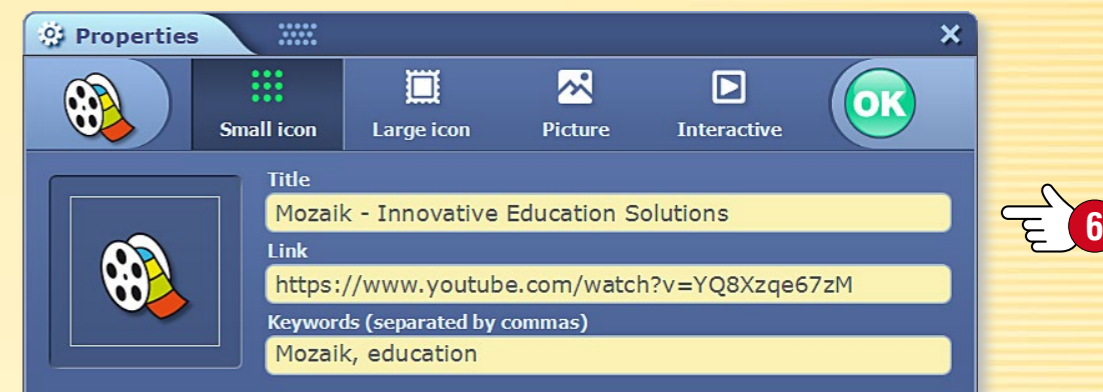 Properties
Small icon
Large icon
Picture
Interactive
OK
Title
Mozaik - Innovative Education Solutions
6
Link
https://www.youtube.com/watch?v=YQ8Xzqe67zM
Keywords (separated by commas)
Mozaik, education